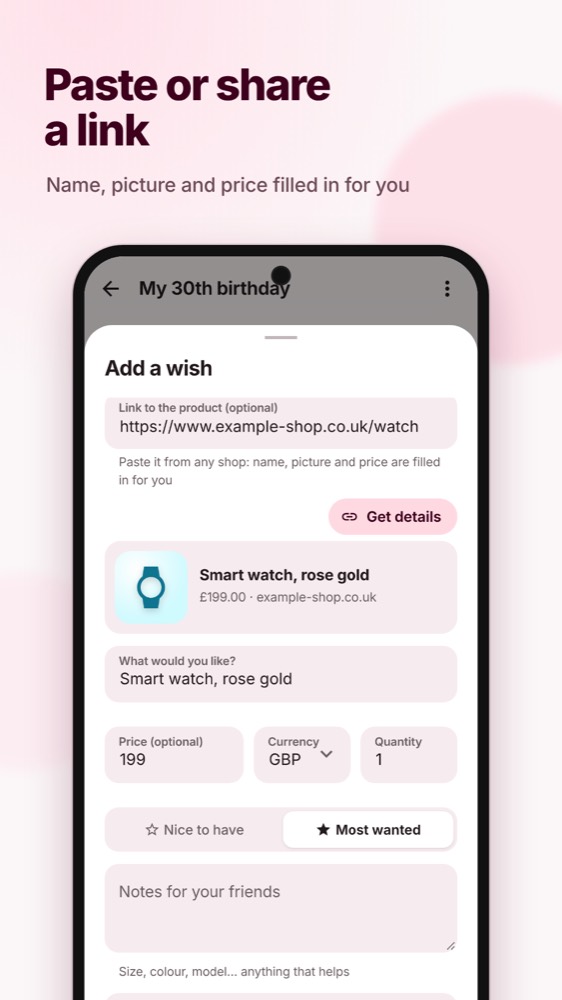 Paste or share
a link
Name, picture and price filled in for you
My 30th birthday
Add a wish
Link to the product (optional)
https://www.example-shop.co.uk/watch
Paste it from any shop: name, picture and price are filled
in for you
Get details
Smart watch, rose gold
£199.00 · example-shop.co.uk
What would you like?
Smart watch, rose gold
Price (optional)
199
Currency
GBP
Quantity
1
Nice to have
Most wanted
Notes for your friends
Size, colour, model... anything that helps